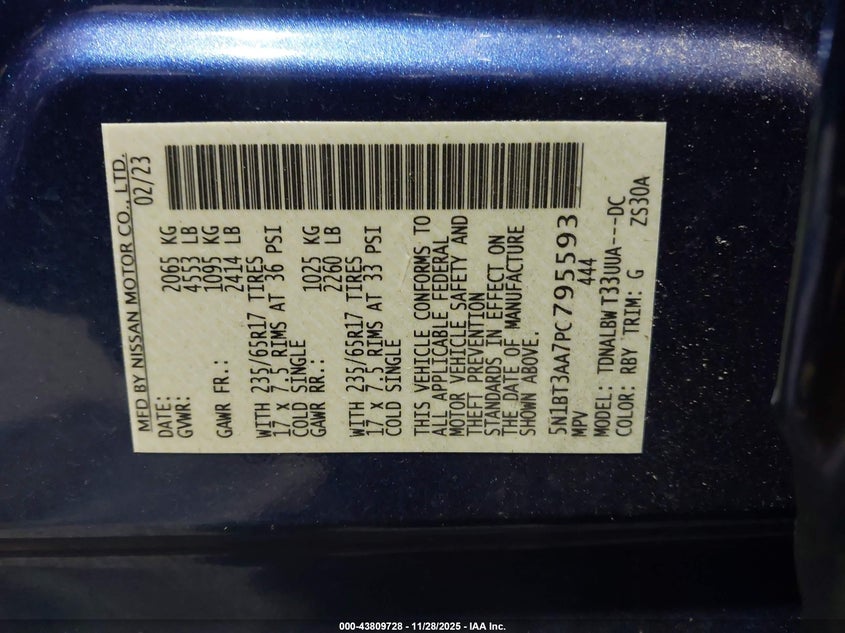 MFD BY NISSAN MOTOR CO., LTD.
DATE: 02/23
GVWR: 2065 KG
4553 LB
GAWR FR.: 1095 KG
2414 LB
WITH 235/65R17 TIRES
17 x 7.5 RIMS AT 36 PSI
COLD SINGLE
GAWR RR.: 1025 KG
2260 LB
WITH 235/65R17 TIRES
17 x 7.5 RIMS AT 33 PSI
COLD SINGLE
THIS VEHICLE CONFORMS TO
ALL APPLICABLE FEDERAL
MOTOR VEHICLE SAFETY AND
THEFT PREVENTION
STANDARDS IN EFFECT ON
THE DATE OF MANUFACTURE
SHOWN ABOVE.
5N1BT3AA7PC795593
MPV 444
MODEL: TDNALBW T33UUA---DC
COLOR: RBY TRIM: G ZS30A
000-43809728 - 11/28/2025 - IAA Inc.